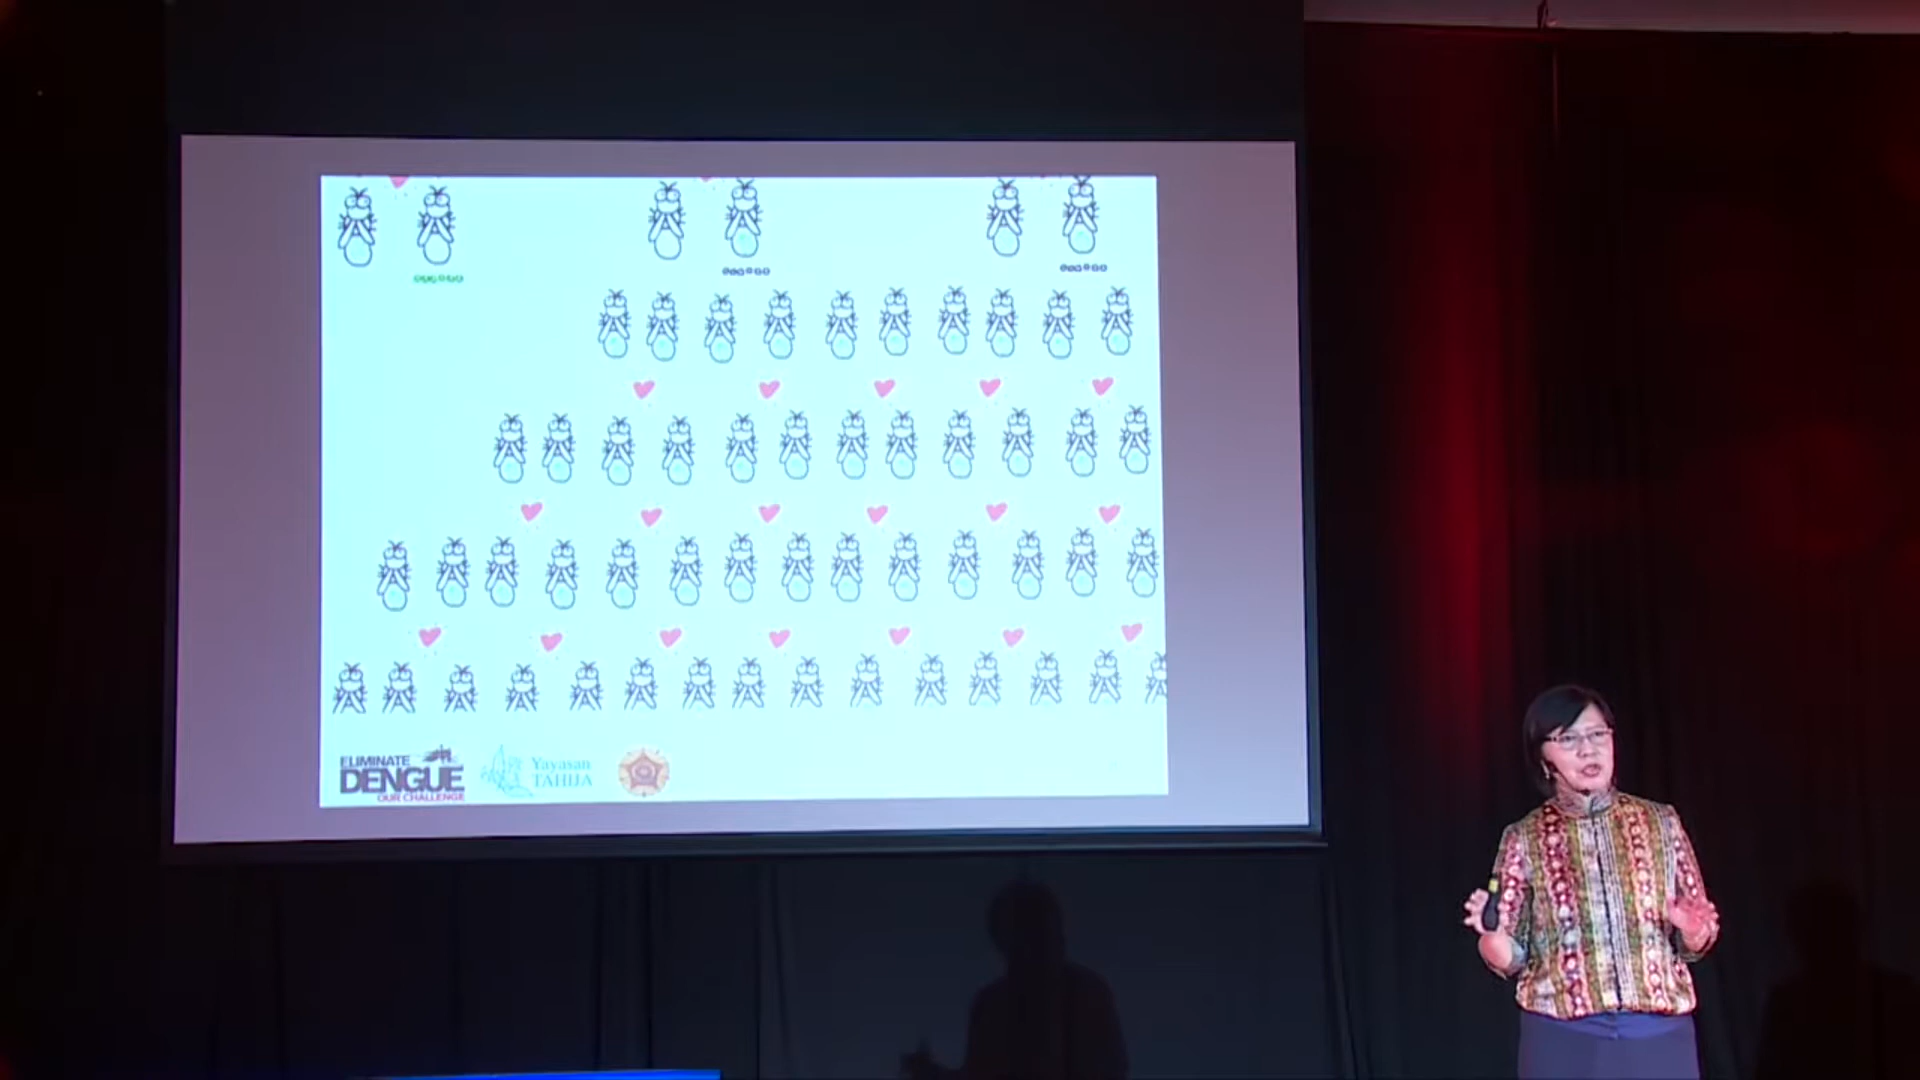 ELIMINATE
DENGUE
OUR CHALLENGE
Yayasan
TAHIJA